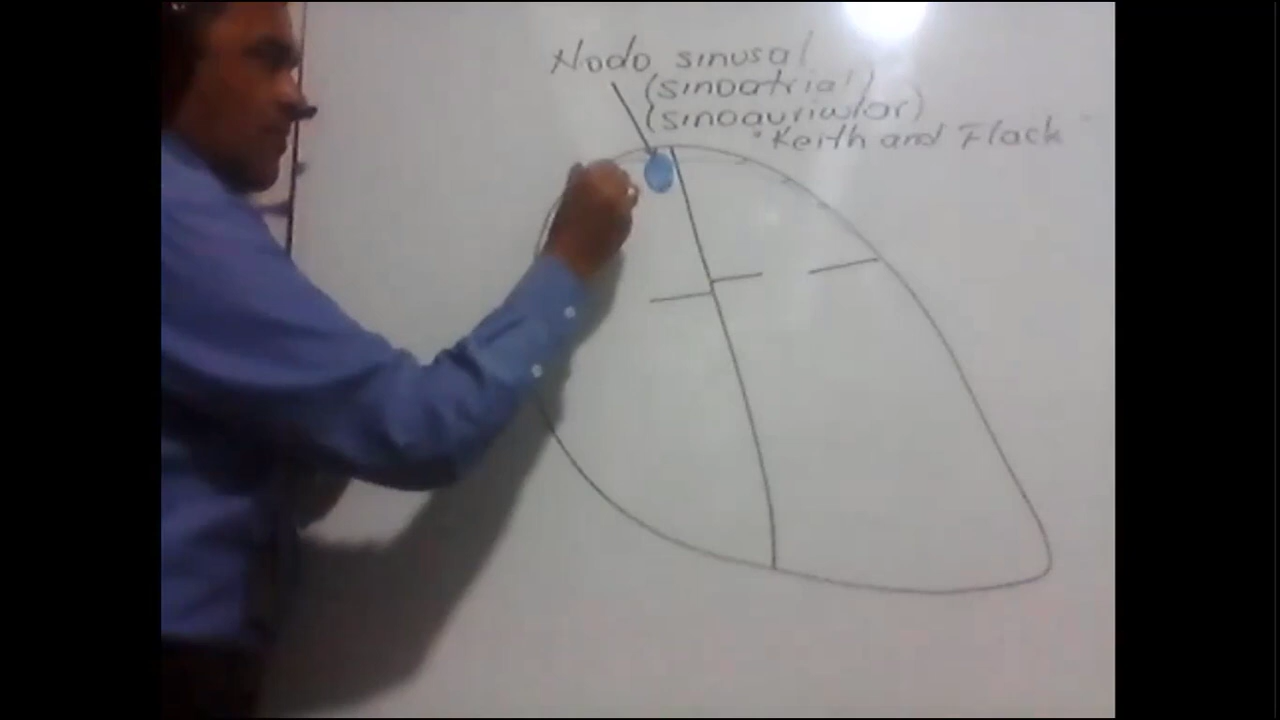 Nodo sinusal
(sinoatrial)
(sinoauricular)
"Keith and Flack"